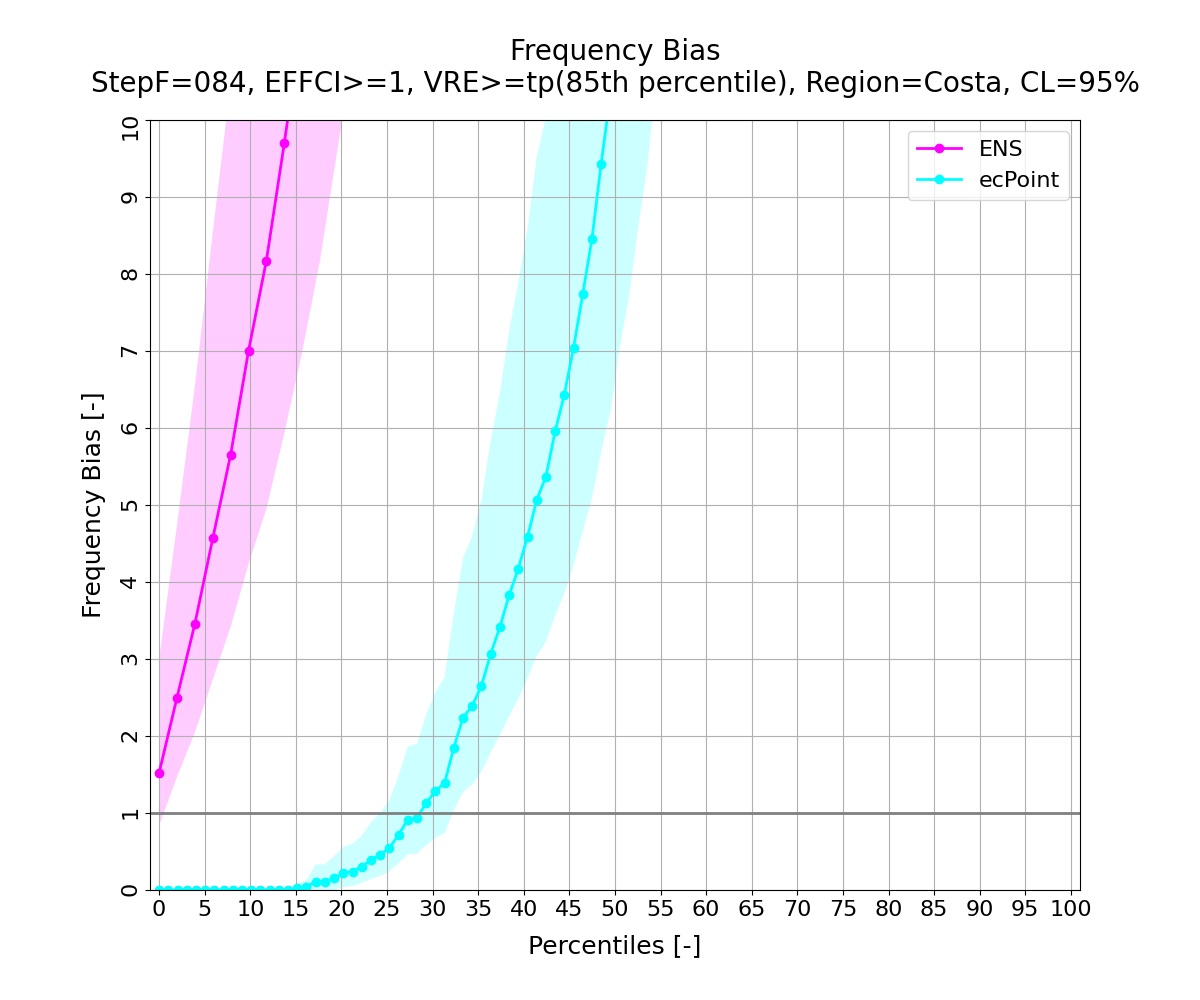 Frequency Bias
StepF=084, EFFCI>=1, VRE>=tp(85th percentile), Region=Costa, CL=95%
ENS
ecPoint
10
9
8
7
6
5
4
3
2
1
0
Frequency Bias [-]
0 5 10 15 20 25 30 35 40 45 50 55 60 65 70 75 80 85 90 95 100
Percentiles [-]